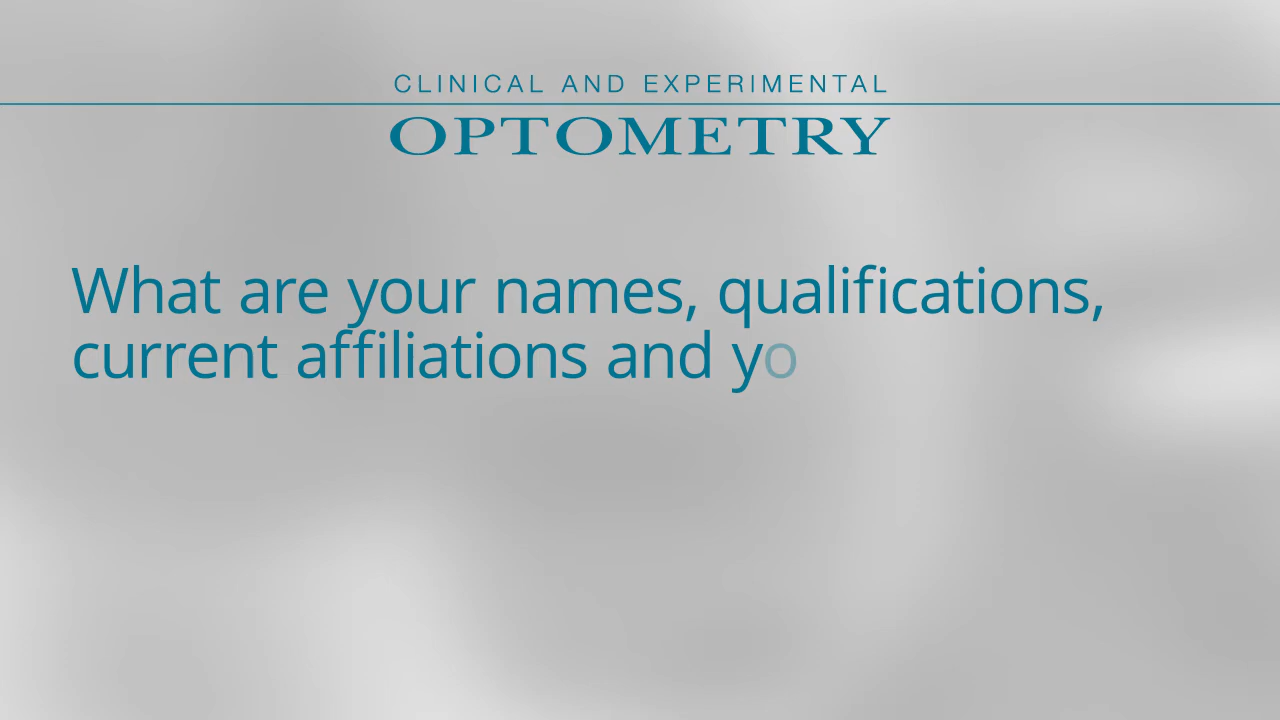 CLINICAL AND EXPERIMENTAL
OPTOMETRY
What are your names, qualifications,
current affiliations and yo